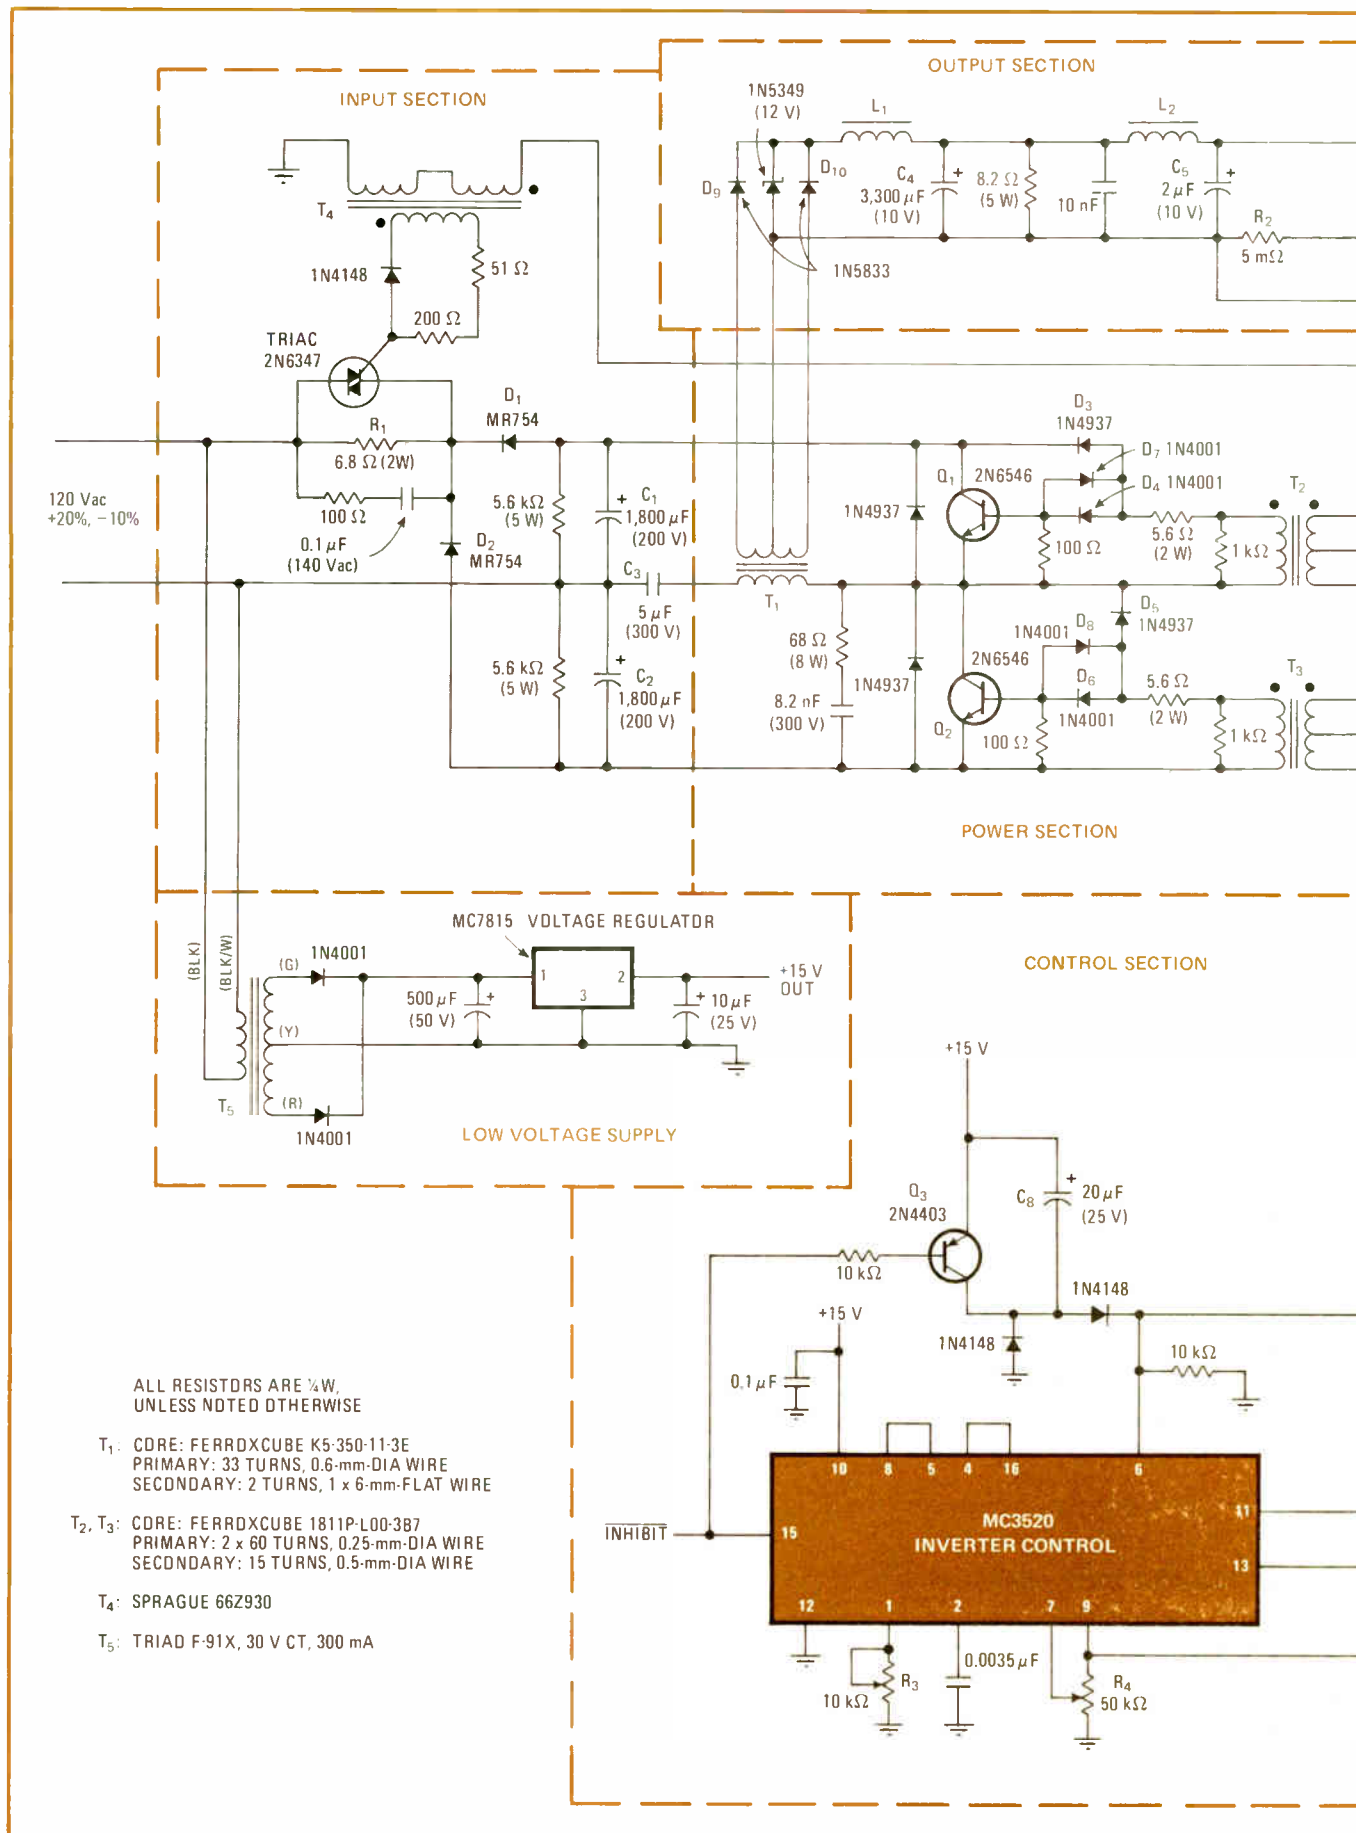 OUTPUT SECTION
INPUT SECTION
1N5349
(12 V)
L1
L2
D9
D10
C4
3,300 µF
(10 V)
8.2 Ω
(5 W)
10 nF
C5
2 µF
(10 V)
R2
5 mΩ
1N5833
T4
1N4148
51 Ω
200 Ω
TRIAC
2N6347
D1
MR754
R1
6.8 Ω (2W)
120 Vac
+20%, −10%
100 Ω
0.1 µF
(140 Vac)
D2
MR754
5.6 kΩ
(5 W)
C1
1,800 µF
(200 V)
C3
5 µF
(300 V)
5.6 kΩ
(5 W)
C2
1,800 µF
(200 V)
T1
68 Ω
(8 W)
8.2 nF
(300 V)
1N4937
1N4937
Q1
2N6546
D3
1N4937
D7 1N4001
D4 1N4001
T2
100 Ω
5.6 Ω
(2 W)
1 kΩ
D5
1N4937
D8
1N4001
2N6546
Q2
D6
1N4001
5.6 Ω
(2 W)
T3
100 Ω
1 kΩ
POWER SECTION
MC7815 VOLTAGE REGULATOR
(BLK)
(BLK/W)
(G)
1N4001
1
2
3
+15 V
OUT
500 µF
(50 V)
10 µF
(25 V)
(Y)
(R)
T5
1N4001
LOW VOLTAGE SUPPLY
CONTROL SECTION
+15 V
Q3
2N4403
C8
20 µF
(25 V)
10 kΩ
1N4148
+15 V
1N4148
10 kΩ
0.1 µF
10
8
5
4
16
6
MC3520
INVERTER CONTROL
11
13
INHIBIT
15
12
1
2
7
9
0.0035 µF
R3
10 kΩ
R4
50 kΩ
ALL RESISTORS ARE ¼W,
UNLESS NOTED OTHERWISE
T1: CORE: FERROXCUBE K5-350-11-3E
PRIMARY: 33 TURNS, 0.6-mm-DIA WIRE
SECONDARY: 2 TURNS, 1 x 6-mm-FLAT WIRE
T2, T3: CORE: FERROXCUBE 1811P-L00-3B7
PRIMARY: 2 x 60 TURNS, 0.25-mm-DIA WIRE
SECONDARY: 15 TURNS, 0.5-mm-DIA WIRE
T4: SPRAGUE 66Z930
T5: TRIAD F-91X, 30 V CT, 300 mA